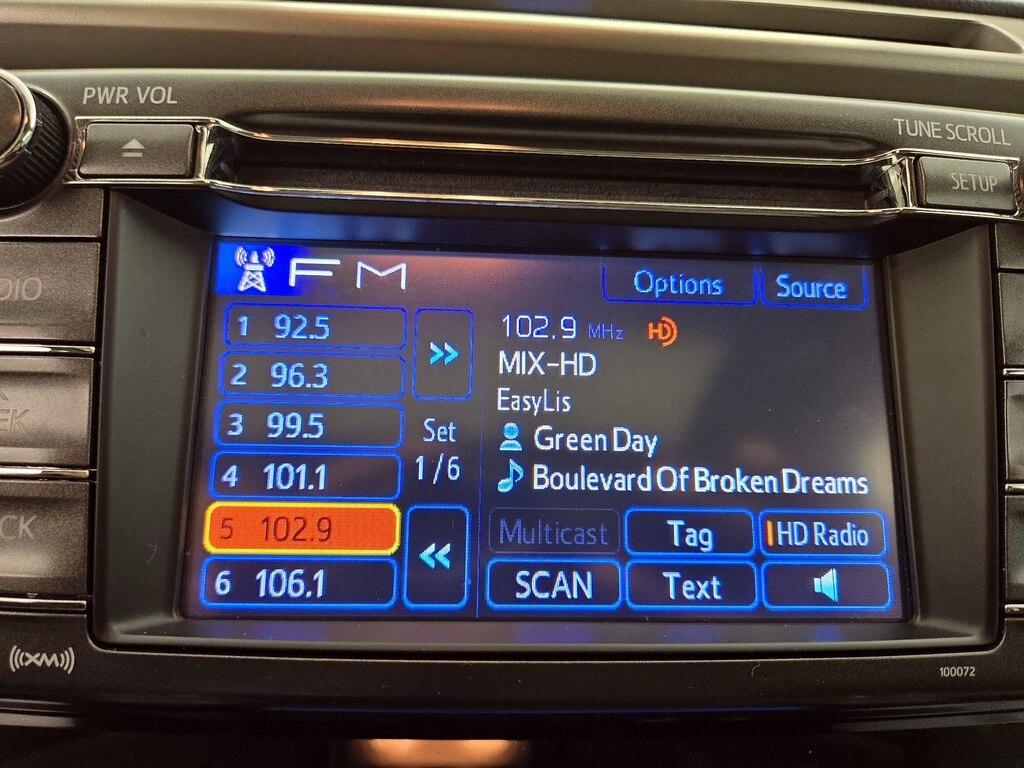 PWR VOL
TUNE SCROLL
SETUP
FM
Options
Source
1 92.5
2 96.3
3 99.5
4 101.1
5 102.9
6 106.1
>>
Set
1/6
<<
102.9 MHz HD
MIX-HD
EasyLis
Green Day
Boulevard Of Broken Dreams
Multicast
Tag
HD Radio
SCAN
Text
XM
100072